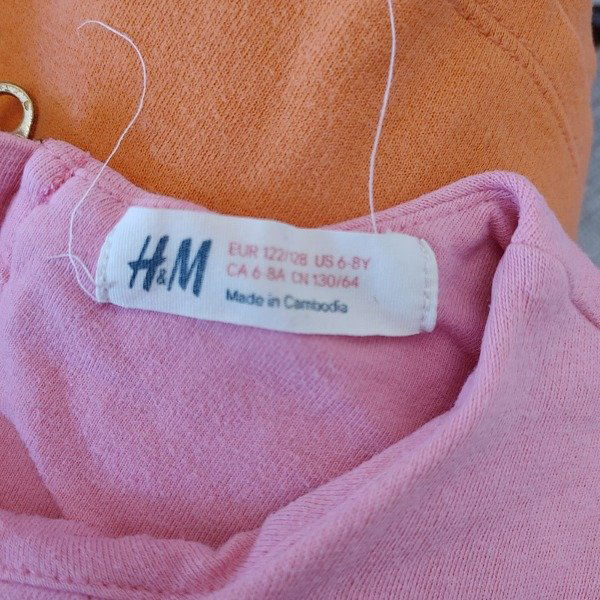 H&M
EUR 122/128 US 6-8Y
CA 6-8A CN 130/64
Made in Cambodia